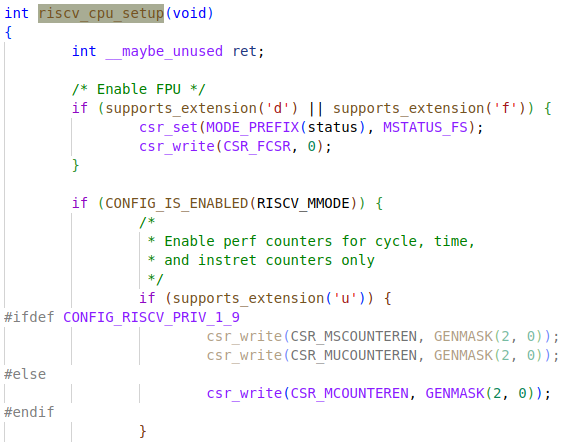 int riscv_cpu_setup(void)
{
        int __maybe_unused ret;

        /* Enable FPU */
        if (supports_extension('d') || supports_extension('f')) {
                csr_set(MODE_PREFIX(status), MSTATUS_FS);
                csr_write(CSR_FCSR, 0);
        }

        if (CONFIG_IS_ENABLED(RISCV_MMODE)) {
                /*
                 * Enable perf counters for cycle, time,
                 * and instret counters only
                 */
                if (supports_extension('u')) {
#ifdef CONFIG_RISCV_PRIV_1_9
                        csr_write(CSR_MSCOUNTEREN, GENMASK(2, 0));
                        csr_write(CSR_MUCOUNTEREN, GENMASK(2, 0));
#else
                        csr_write(CSR_MCOUNTEREN, GENMASK(2, 0));
#endif
                }